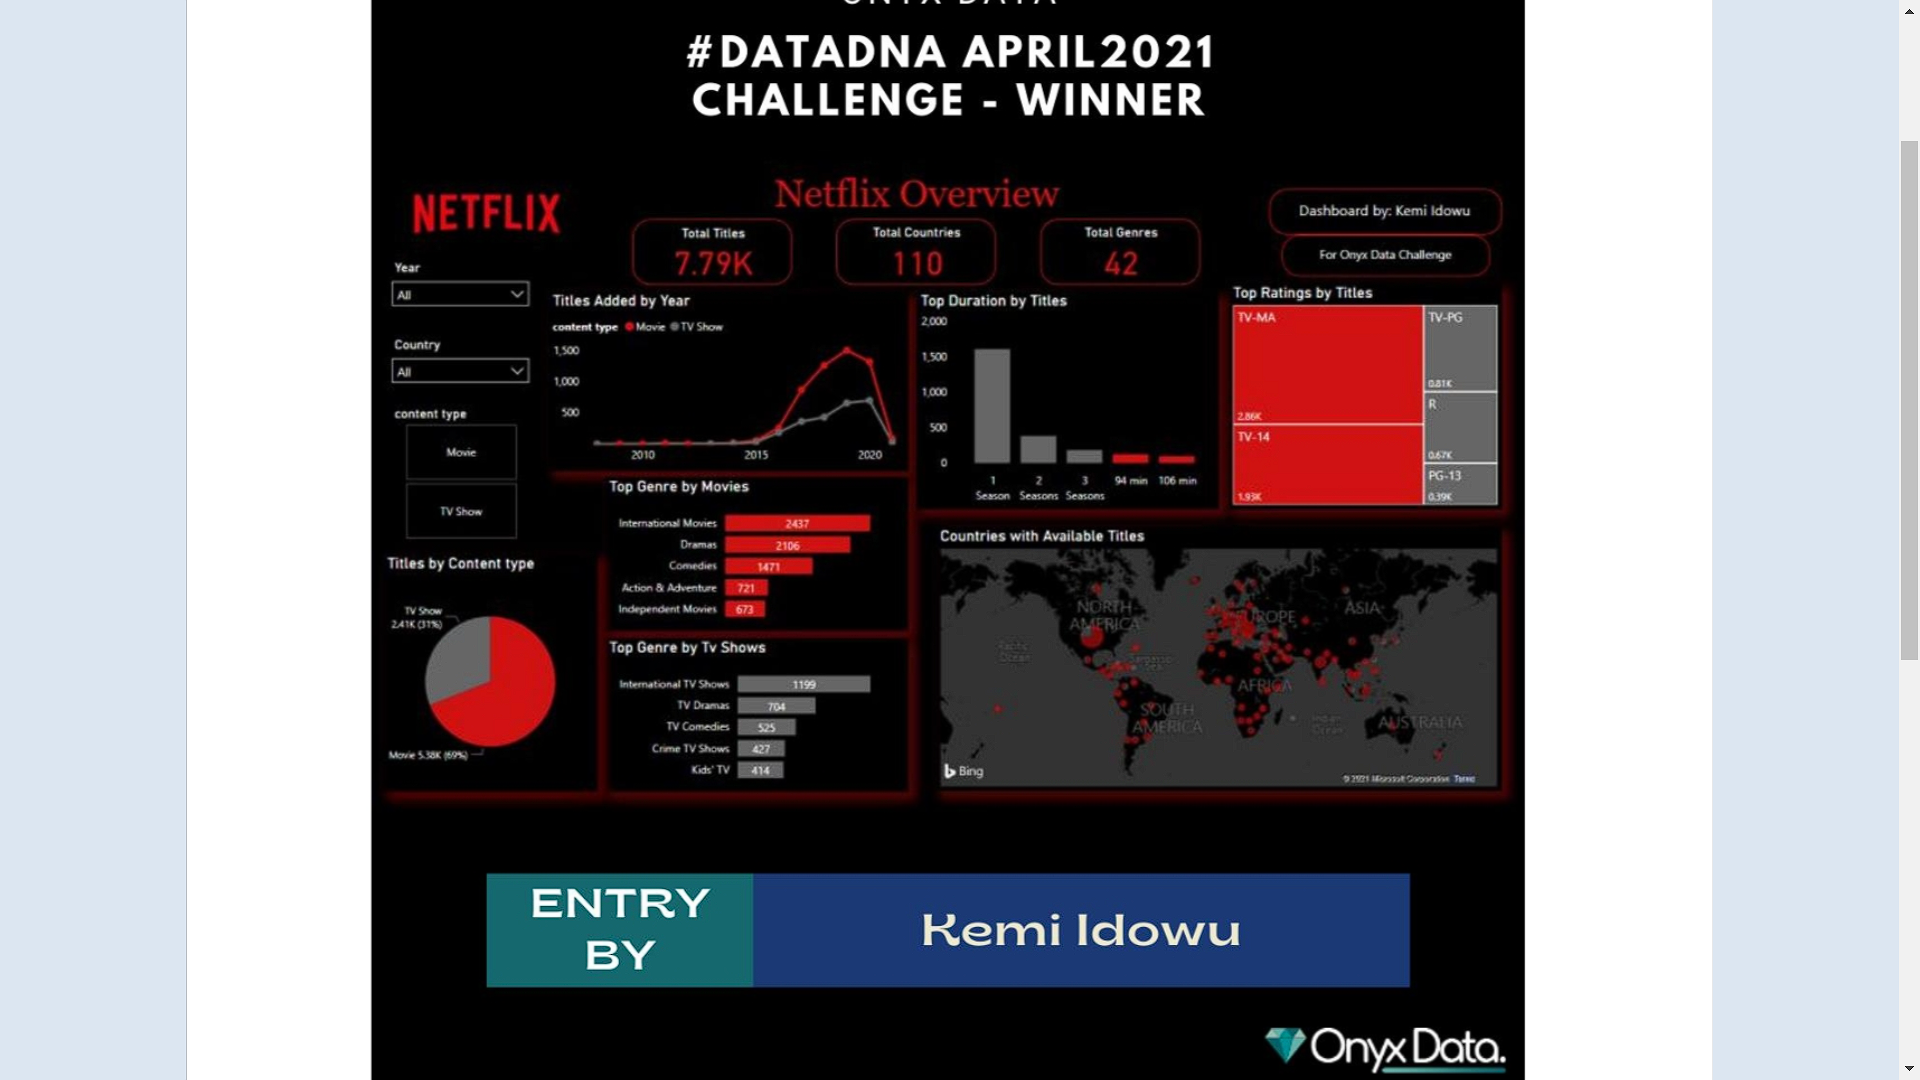 ONYX DATA
#DATADNA APRIL2021
CHALLENGE - WINNER
NETFLIX
Netflix Overview
Dashboard by: Kemi Idowu
For Onyx Data Challenge
Total Titles
7.79K
Total Countries
110
Total Genres
42
Year
All
Country
All
content type
Movie
TV Show
Titles Added by Year
content type Movie TV Show
1,500
1,000
500
2010 2015 2020
Top Duration by Titles
2,000
1,500
1,000
500
0
1 Season
2 Seasons
3 Seasons
94 min
106 min
Top Ratings by Titles
TV-MA
2.86K
TV-14
1.93K
TV-PG
0.81K
R
0.67K
PG-13
0.39K
Titles by Content type
TV Show
2.41K (31%)
Movie 5.38K (69%)
Top Genre by Movies
International Movies 2437
Dramas 2106
Comedies 1471
Action & Adventure 721
Independent Movies 673
Top Genre by Tv Shows
International TV Shows 1199
TV Dramas 704
TV Comedies 525
Crime TV Shows 427
Kids' TV 414
Countries with Available Titles
NORTH
AMERICA
EUROPE
ASIA
Pacific
Ocean
Sargasso
Sea
AFRICA
SOUTH
AMERICA
Indian
Ocean
AUSTRALIA
Bing
© 2021 Microsoft Corporation Terms
ENTRY
BY
Kemi Idowu
Onyx Data.